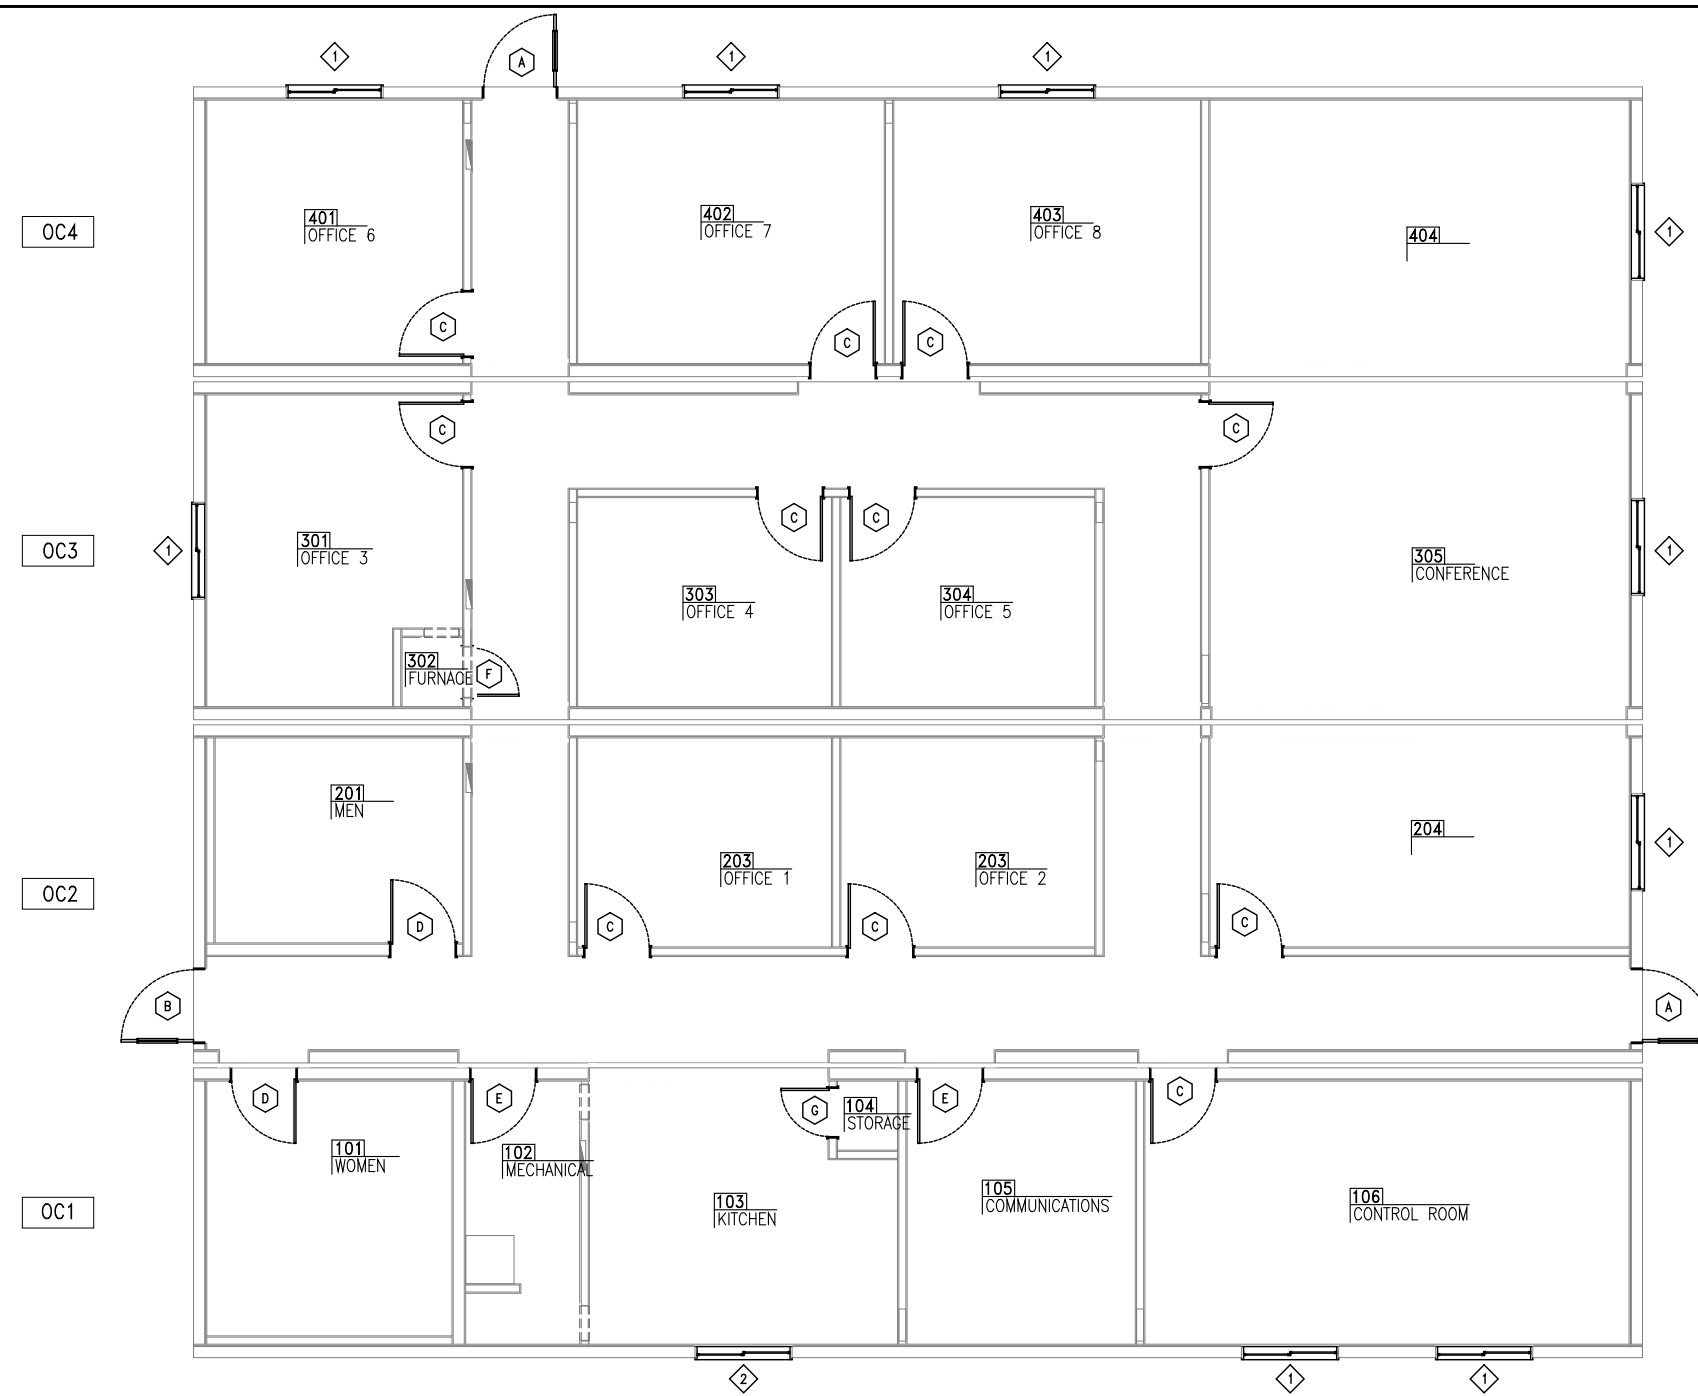 1
A
1
1
OC4
401
OFFICE 6
402
OFFICE 7
403
OFFICE 8
404
1
C
C
C
C
C
OC3
1
301
OFFICE 3
C
C
305
CONFERENCE
1
303
OFFICE 4
304
OFFICE 5
302
FURNACE
F
201
MEN
204
1
OC2
203
OFFICE 1
203
OFFICE 2
D
C
C
C
B
A
D
E
G
104
STORAGE
E
C
101
WOMEN
102
MECHANICAL
OC1
103
KITCHEN
105
COMMUNICATIONS
106
CONTROL ROOM
2
1
1